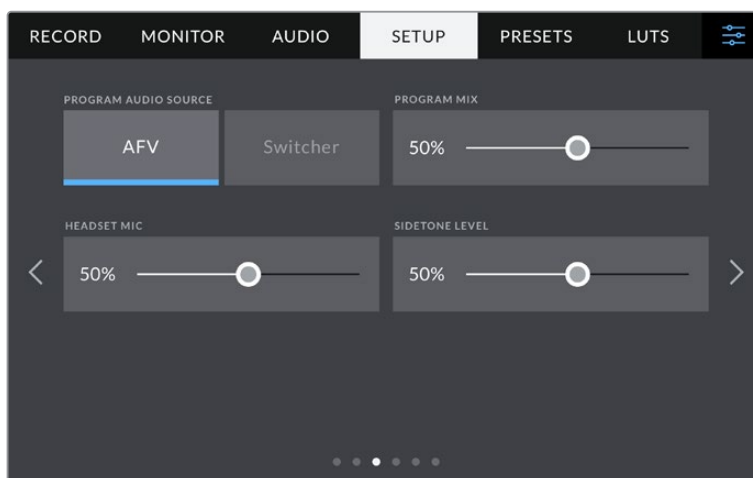 RECORD MONITOR AUDIO SETUP PRESETS LUTS
PROGRAM AUDIO SOURCE PROGRAM MIX
AFV Switcher 50%
HEADSET MIC SIDETONE LEVEL
50% 50%